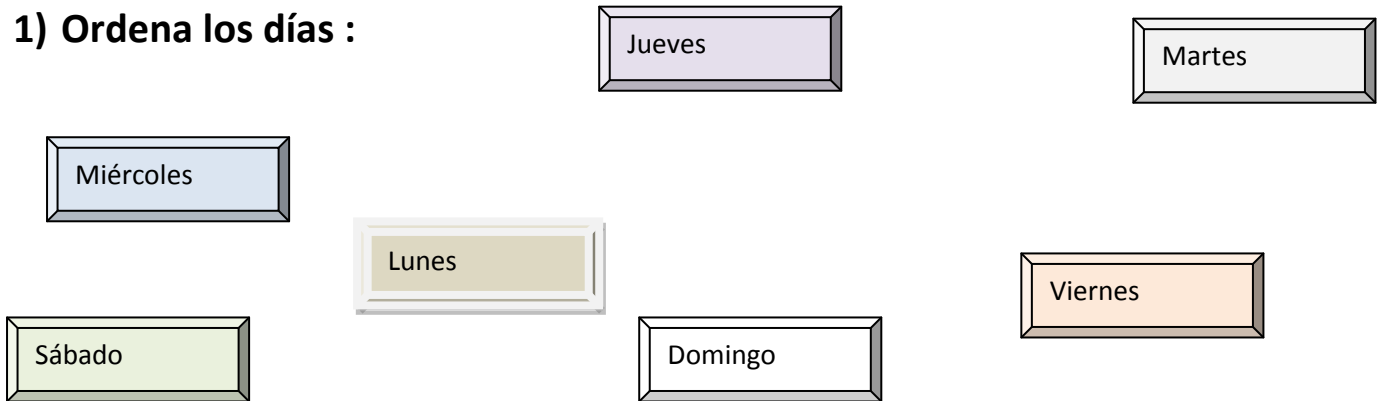 1) Ordena los días :
Jueves
Martes
Miércoles
Lunes
Viernes
Sábado
Domingo